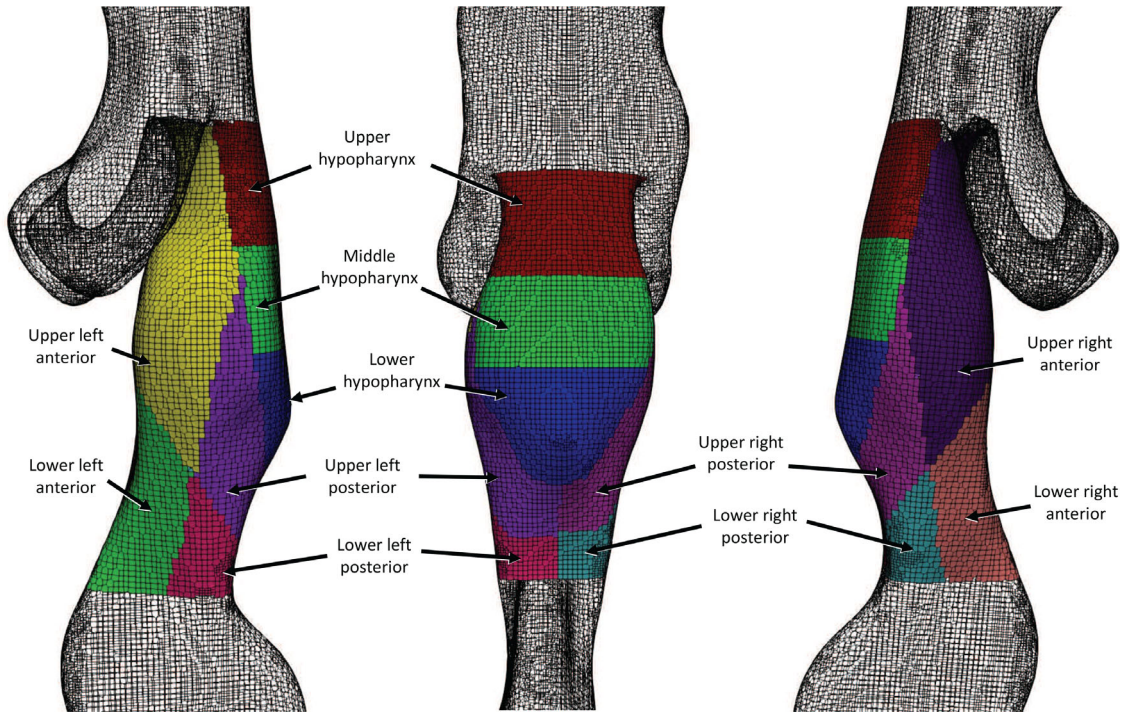 Upper
hypopharynx
Middle
hypopharynx
Upper left
anterior
Lower
hypopharynx
Upper right
anterior
Lower left
anterior
Upper left
posterior
Upper right
posterior
Lower right
anterior
Lower left
posterior
Lower right
posterior